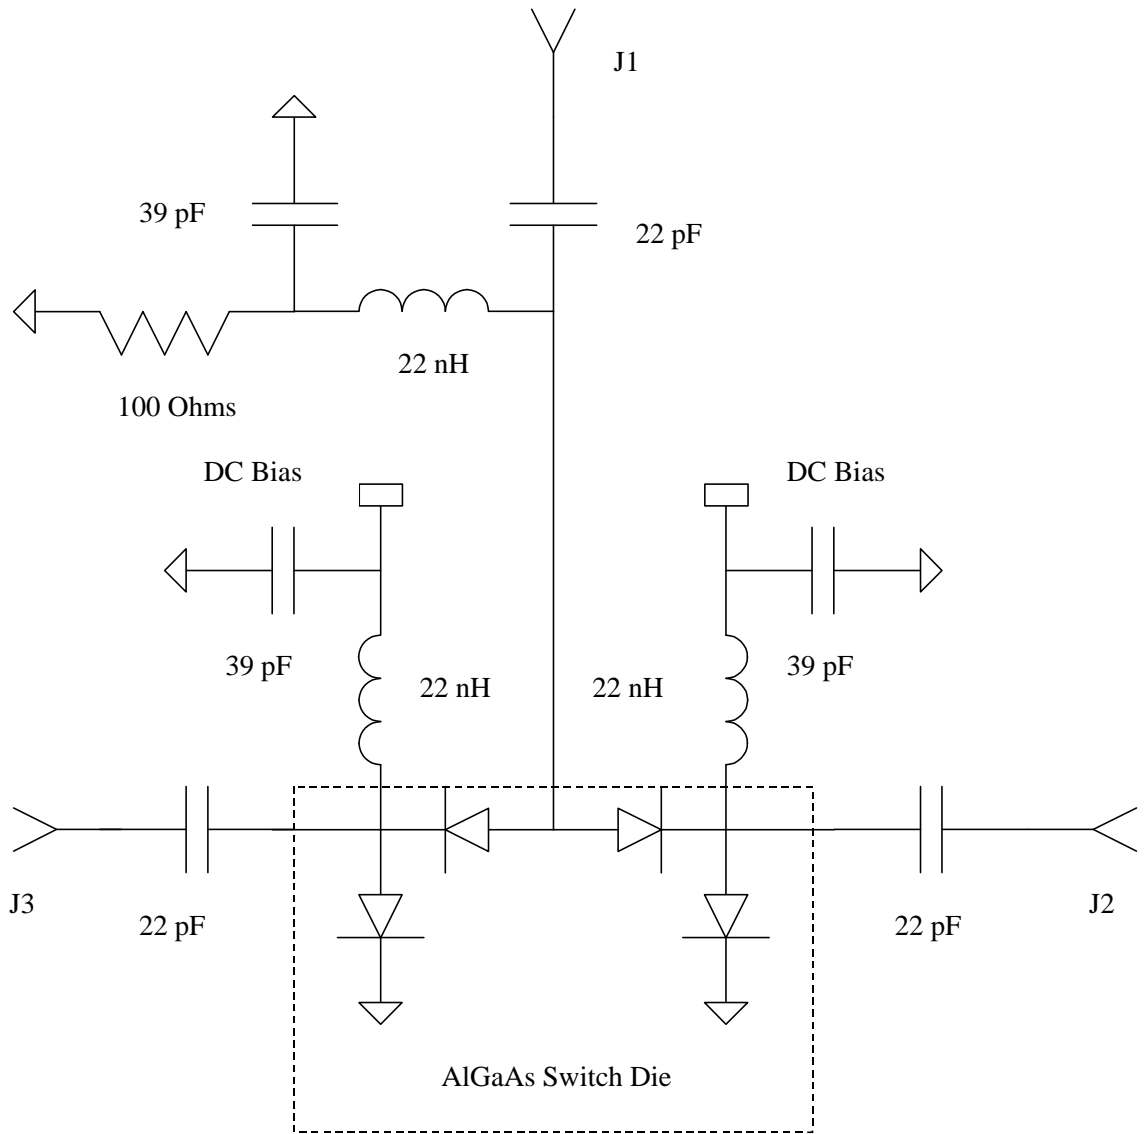 J1
39 pF
22 pF
22 nH
100 Ohms
DC Bias
DC Bias
39 pF
22 nH
22 nH
39 pF
J3
22 pF
22 pF
J2
AlGaAs Switch Die